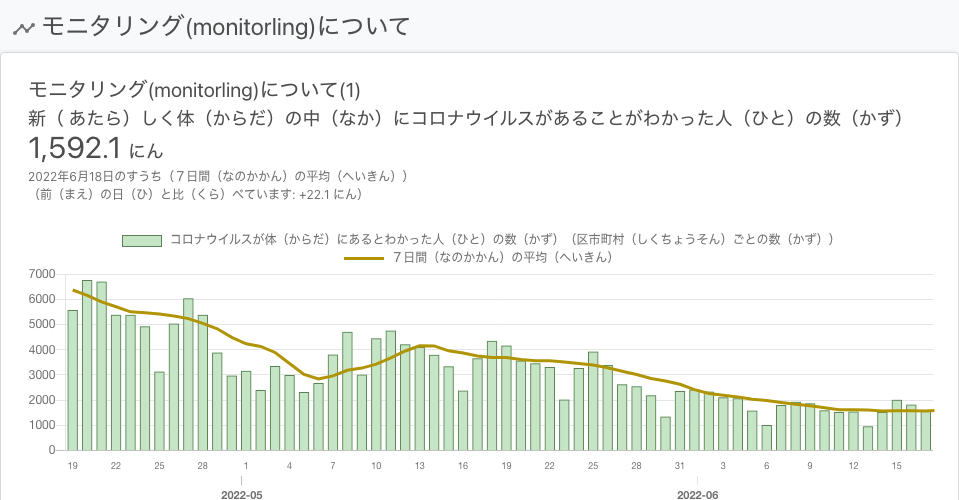 モニタリング(monitorling)について
モニタリング(monitorling)について(1)
新（ あたら）しく体（からだ）の中（なか）にコロナウイルスがあることがわかった人（ひと）の数（かず）
1,592.1 にん
2022年6月18日のすうち（７日間（なのかかん）の平均（へいきん））
（前（まえ）の日（ひ）と比（くら）べています: +22.1 にん）
コロナウイルスが体（からだ）にあるとわかった人（ひと）の数（かず）（区市町村（しくちょうそん）ごとの数（かず））
７日間（なのかかん）の平均（へいきん）
7000
6000
5000
4000
3000
2000
1000
0
19 22 25 28 1 4 7 10 13 16 19 22 25 28 31 3 6 9 12 15
2022-05 2022-06